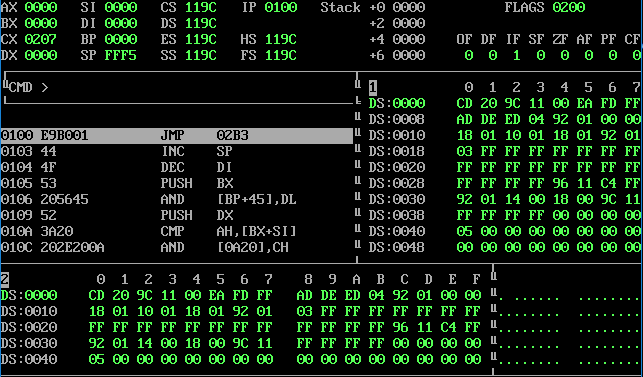 AX 0000 SI 0000 CS 119C IP 0100 Stack +0 0000 FLAGS 0200
BX 0000 DI 0000 DS 119C +2 0000
CX 0207 BP 0000 ES 119C HS 119C +4 0000 OF DF IF SF ZF AF PF CF
DX 0000 SP FFF5 SS 119C FS 119C +6 0000 0 0 1 0 0 0 0 0
CMD >
0100 E9B001 JMP 02B3
0103 44 INC SP
0104 4F DEC DI
0105 53 PUSH BX
0106 205645 AND [BP+45],DL
0109 52 PUSH DX
010A 3A20 CMP AH,[BX+SI]
010C 202E200A AND [0A20],CH
1 0 1 2 3 4 5 6 7
DS:0000 CD 20 9C 11 00 EA FD FF
DS:0008 AD DE ED 04 92 01 00 00
DS:0010 18 01 10 01 18 01 92 01
DS:0018 03 FF FF FF FF FF FF FF
DS:0020 FF FF FF FF FF FF FF FF
DS:0028 FF FF FF FF 96 11 C4 FF
DS:0030 92 01 14 00 18 00 9C 11
DS:0038 FF FF FF FF 00 00 00 00
DS:0040 05 00 00 00 00 00 00 00
DS:0048 00 00 00 00 00 00 00 00
2 0 1 2 3 4 5 6 7 8 9 A B C D E F
DS:0000 CD 20 9C 11 00 EA FD FF AD DE ED 04 92 01 00 00
DS:0010 18 01 10 01 18 01 92 01 03 FF FF FF FF FF FF FF
DS:0020 FF FF FF FF FF FF FF FF FF FF FF FF 96 11 C4 FF
DS:0030 92 01 14 00 18 00 9C 11 FF FF FF FF 00 00 00 00
DS:0040 05 00 00 00 00 00 00 00 00 00 00 00 00 00 00 00